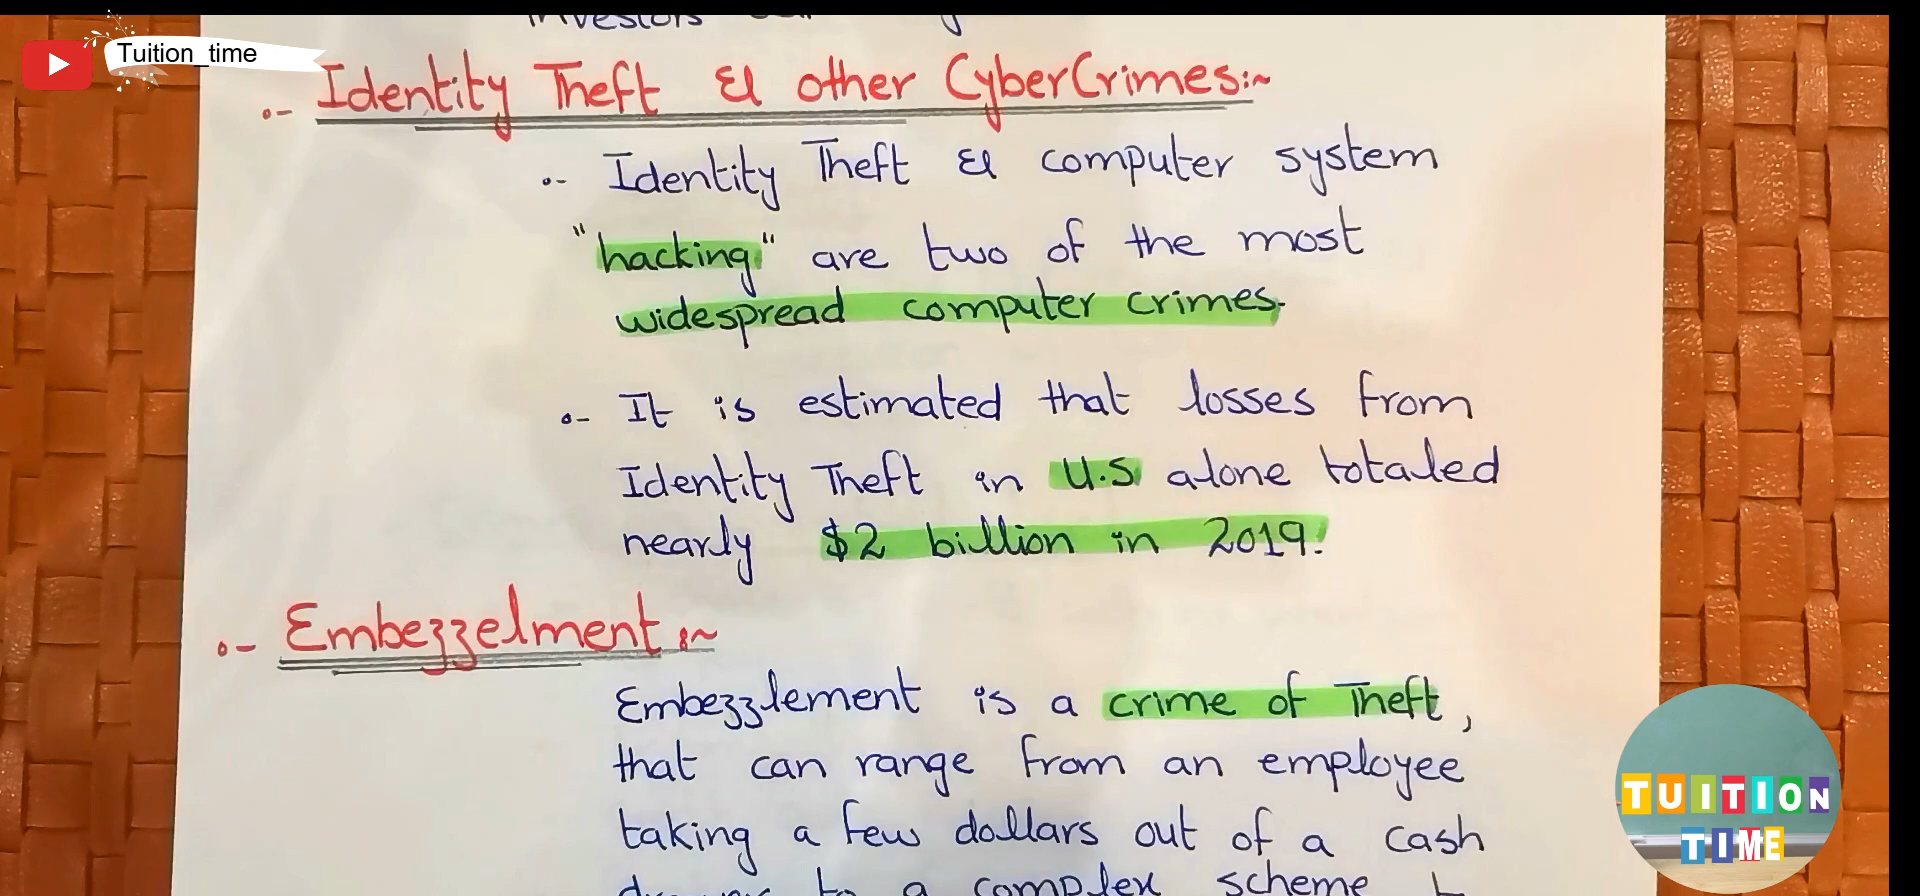 Tuition_time
.- Identity Theft & other CyberCrimes:~
.- Identity Theft & computer system
"hacking" are two of the most
widespread computer crimes.
.- It is estimated that losses from
Identity Theft in U.S alone totaled
nearly $2 billion in 2019.
.- Embezzelment :~
Embezzlement is a crime of Theft,
that can range from an employee
taking a few dollars out of a cash
to a complex scheme
TUITION
TIME